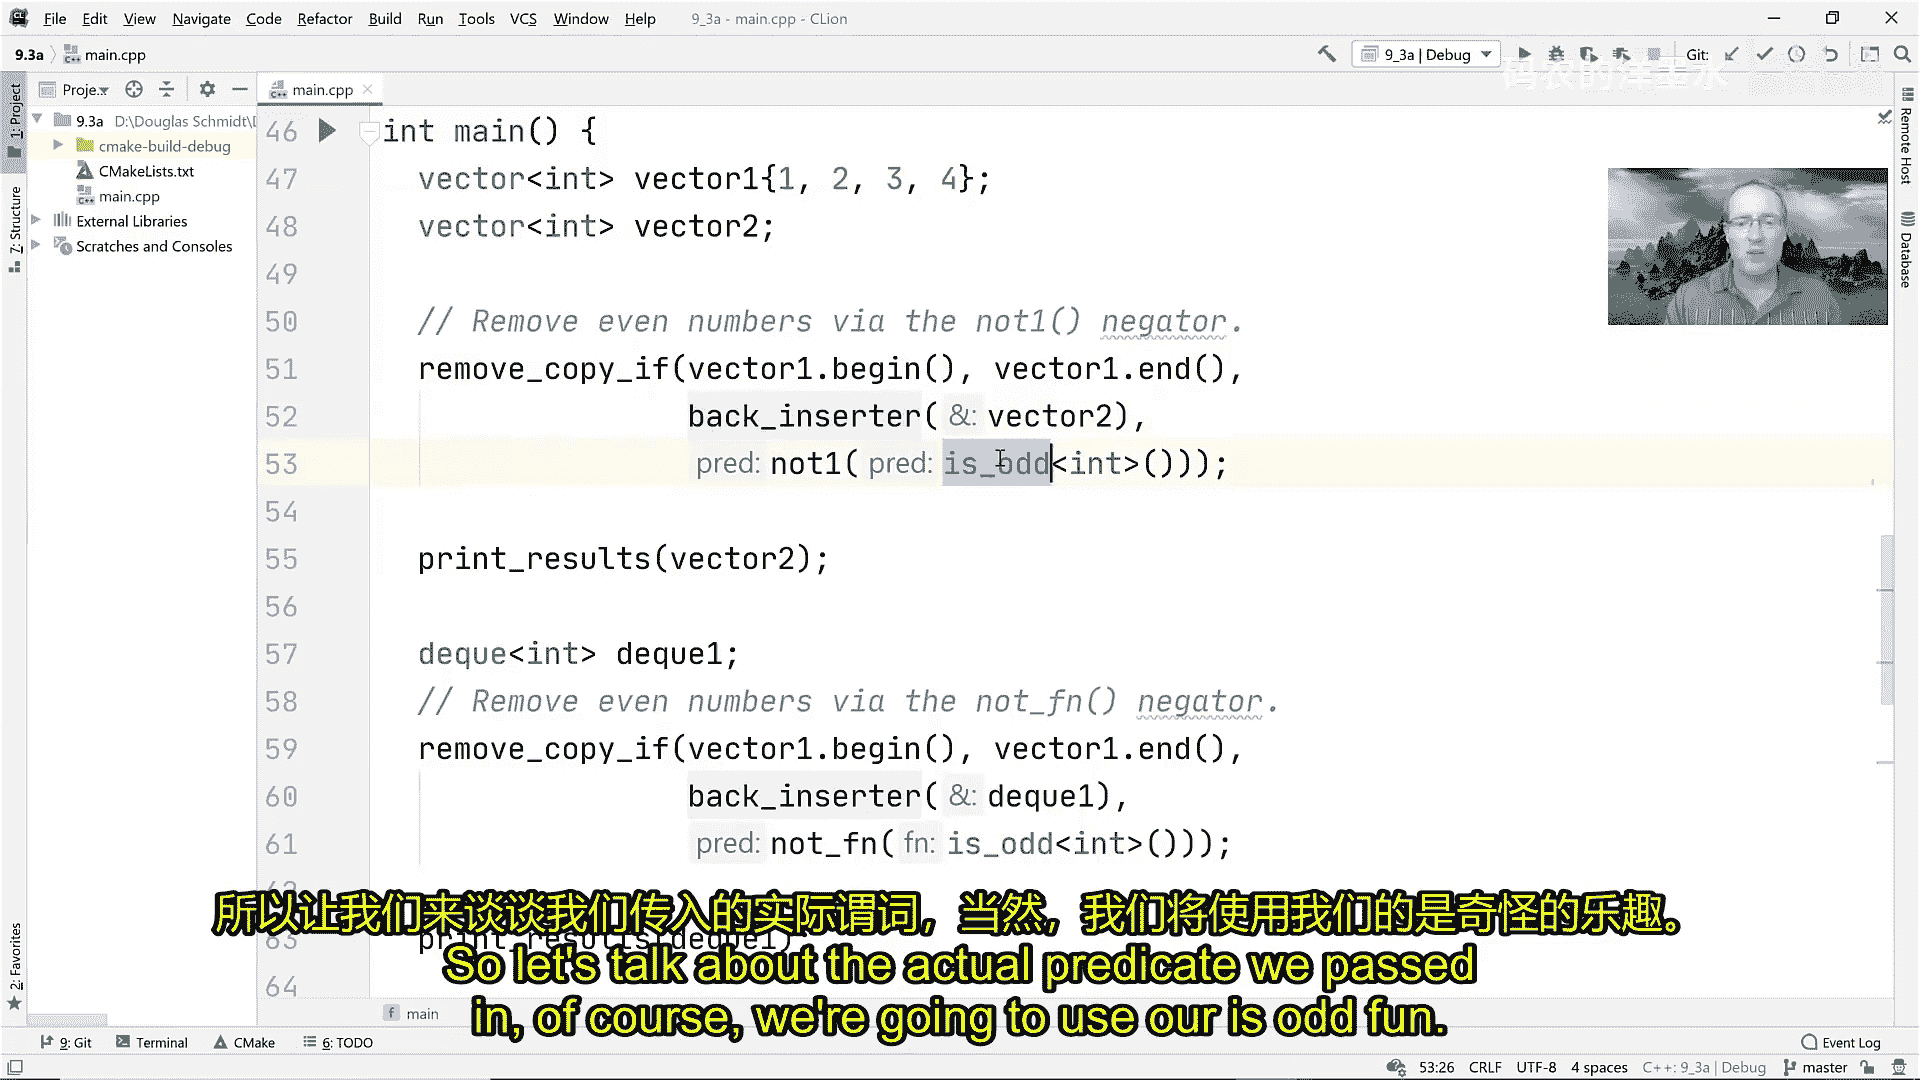 File Edit View Navigate Code Refactor Build Run Tools VCS Window Help 9_3a - main.cpp - CLion
9.3a main.cpp 9_3a | Debug Git:
码农的洋墨水
Proje... main.cpp
1: Project
9.3a D:\Douglas Schmidt\
cmake-build-debug
CMakeLists.txt
main.cpp
External Libraries
Scratches and Consoles
7: Structure
2: Favorites
Remote Host
Database
46 int main() {
47 vector<int> vector1{1, 2, 3, 4};
48 vector<int> vector2;
49
50 // Remove even numbers via the not1() negator.
51 remove_copy_if(vector1.begin(), vector1.end(),
52 back_inserter( &: vector2),
53 pred: not1( pred: is_odd<int>()));
54
55 print_results(vector2);
56
57 deque<int> deque1;
58 // Remove even numbers via the not_fn() negator.
59 remove_copy_if(vector1.begin(), vector1.end(),
60 back_inserter( &: deque1),
61 pred: not_fn( fn: is_odd<int>()));
62
63 print_results(deque1)
64
所以让我们来谈谈我们传入的实际谓词，当然，我们将使用我们的是奇怪的乐趣。
So let's talk about the actual predicate we passed
in, of course, we're going to use our is odd fun.
main
9: Git Terminal CMake 6: TODO Event Log
53:26 CRLF UTF-8 4 spaces C++: 9_3a | Debug master